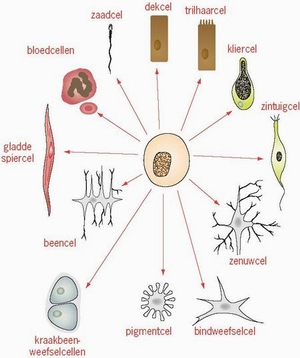 dekcel
trilhaarcel
zaadcel
kliercel
bloedcellen
zintuigcel
gladde
spiercel
beencel
zenuwcel
kraakbeen-
weefselcellen
pigmentcel
bindweefselcel